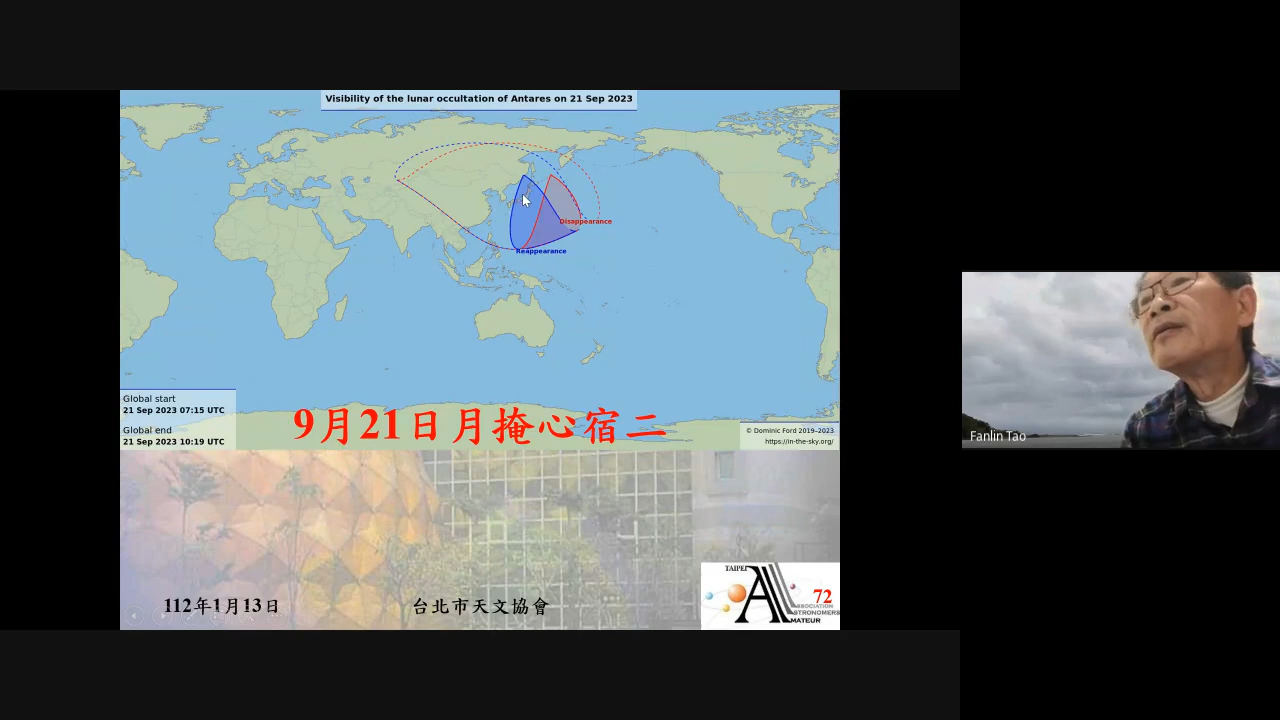 Visibility of the lunar occultation of Antares on 21 Sep 2023
Disappearance
Reappearance
Global start
21 Sep 2023 07:15 UTC
Global end
21 Sep 2023 10:19 UTC
9月21日月掩心宿二
© Dominic Ford 2019–2023
https://in-the-sky.org/
Fanlin Tao
112年1月13日
台北市天文協會
TAIPEI
72
ASSOCIATION
ASTRONOMERS
AMATEUR